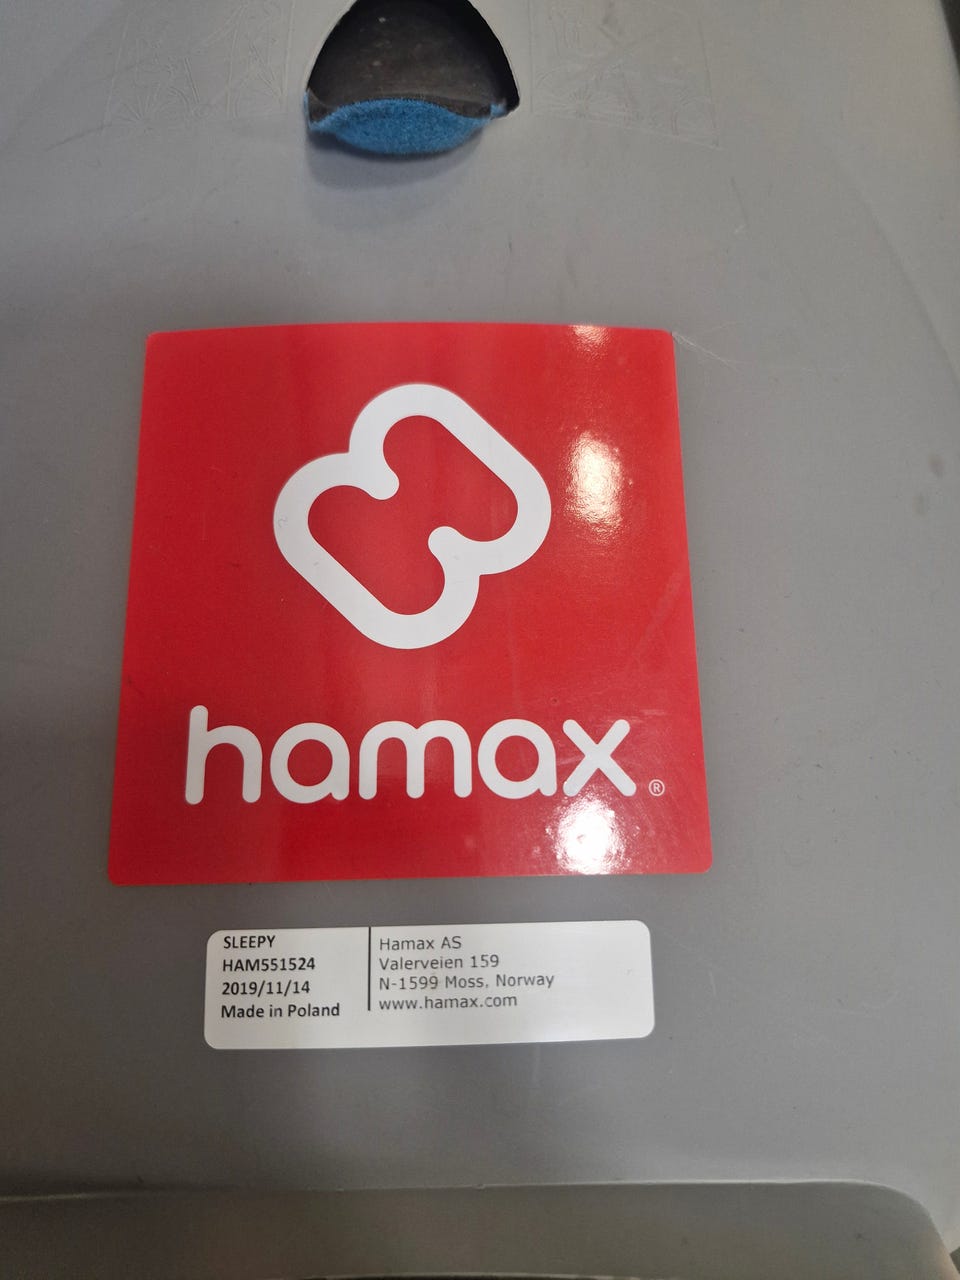 hamax®
SLEEPY
HAM551524
2019/11/14
Made in Poland
Hamax AS
Valerveien 159
N-1599 Moss, Norway
www.hamax.com